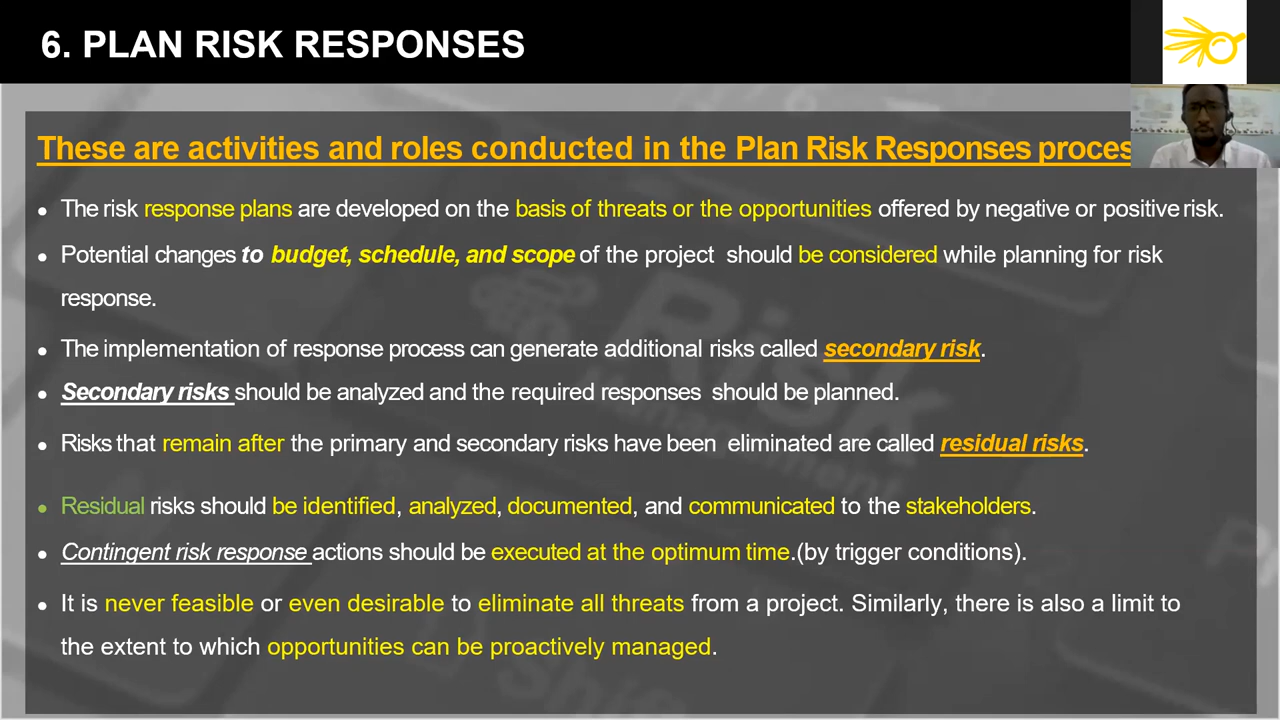 6. PLAN RISK RESPONSES
These are activities and roles conducted in the Plan Risk Responses proces
• The risk response plans are developed on the basis of threats or the opportunities offered by negative or positive risk.
• Potential changes to budget, schedule, and scope of the project should be considered while planning for risk
response.
• The implementation of response process can generate additional risks called secondary risk.
• Secondary risks should be analyzed and the required responses should be planned.
• Risks that remain after the primary and secondary risks have been eliminated are called residual risks.
• Residual risks should be identified, analyzed, documented, and communicated to the stakeholders.
• Contingent risk response actions should be executed at the optimum time.(by trigger conditions).
• It is never feasible or even desirable to eliminate all threats from a project. Similarly, there is also a limit to
the extent to which opportunities can be proactively managed.
Risk
Management